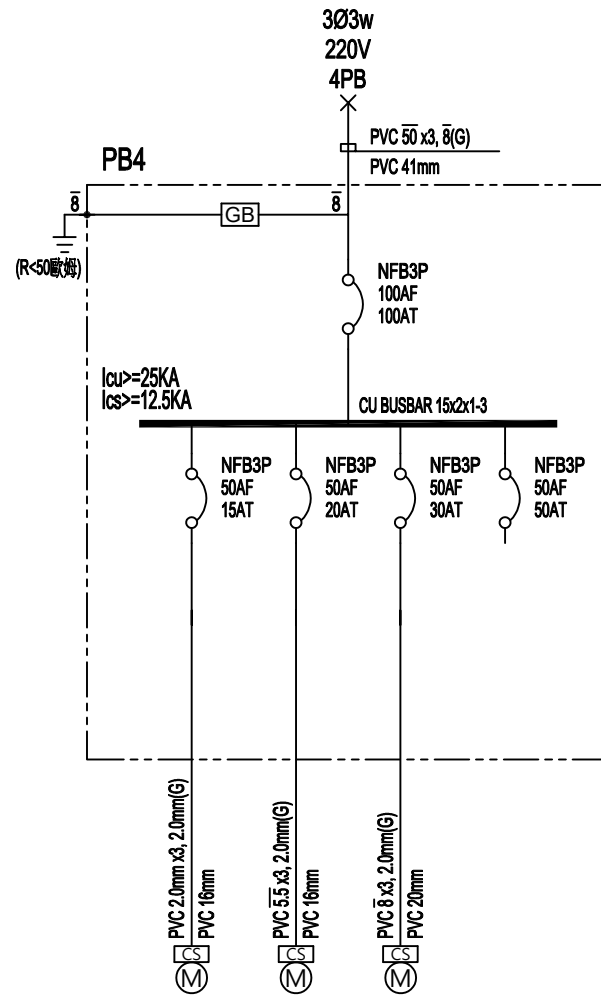 3Ø3w
220V
4PB
PVC 5̅0̅ x3, 8̅(G)
PVC 41mm
PB4
8̅
GB
8̅
(R<50歐姆)
NFB3P
100AF
100AT
Icu>=25KA
Ics>=12.5KA
CU BUSBAR 15x2x1-3
NFB3P
50AF
15AT
NFB3P
50AF
20AT
NFB3P
50AF
30AT
NFB3P
50AF
50AT
PVC 2.0mm x3, 2.0mm(G)
PVC 16mm
PVC 5̅.5̅ x3, 2.0mm(G)
PVC 16mm
PVC 8̅ x3, 2.0mm(G)
PVC 20mm
CS
M
CS
M
CS
M